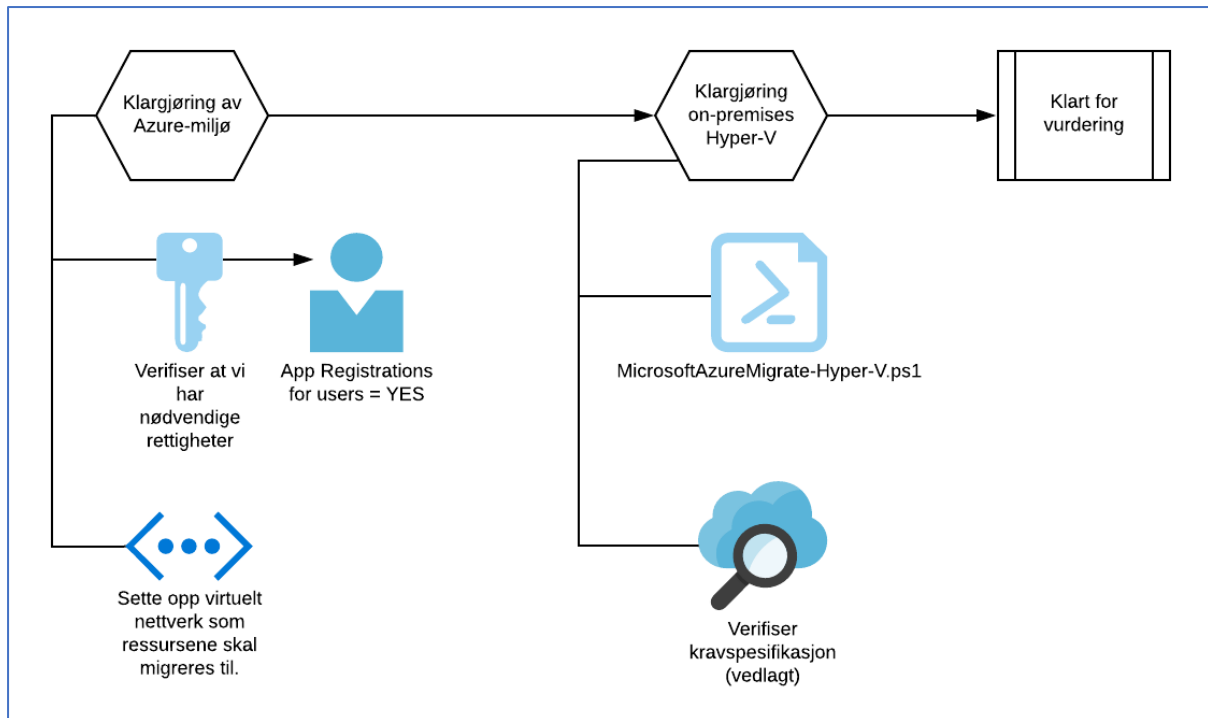 Klargjøring av
Azure-miljø
Klargjøring
on-premises
Hyper-V
Klart for
vurdering
Verifiser at vi
har
nødvendige
rettigheter
App Registrations
for users = YES
MicrosoftAzureMigrate-Hyper-V.ps1
Sette opp virtuelt
nettverk som
ressursene skal
migreres til.
Verifiser
kravspesifikasjon
(vedlagt)